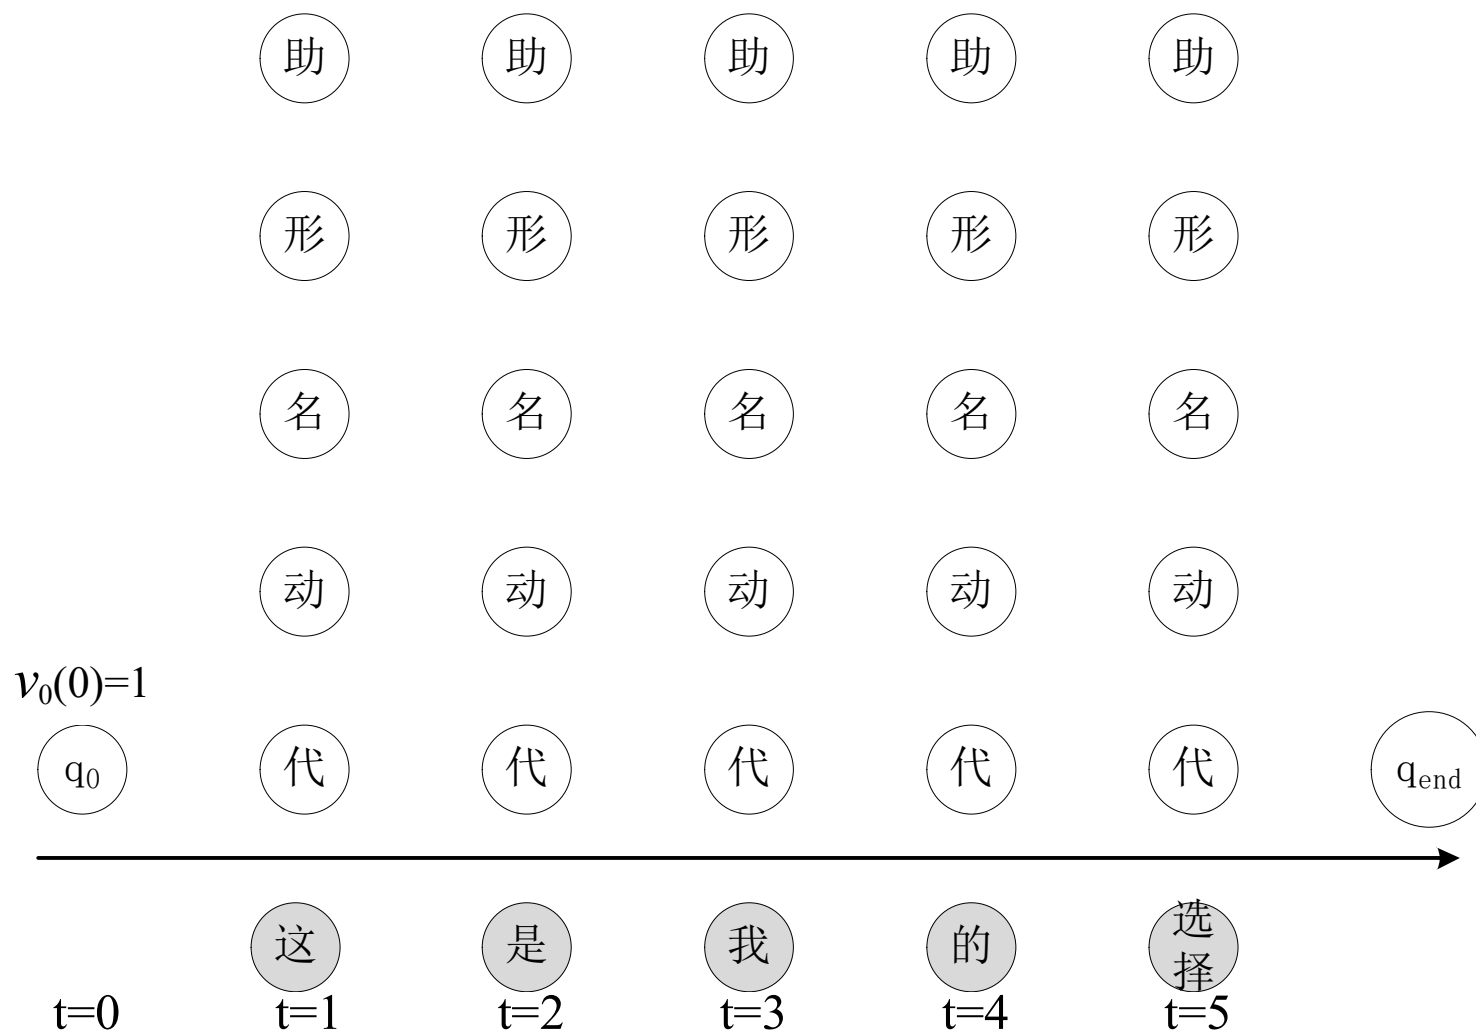 助 助 助 助 助
形 形 形 形 形
名 名 名 名 名
动 动 动 动 动
v₀(0)=1
q₀ 代 代 代 代 代 qend
这 是 我 的 选择
t=0 t=1 t=2 t=3 t=4 t=5